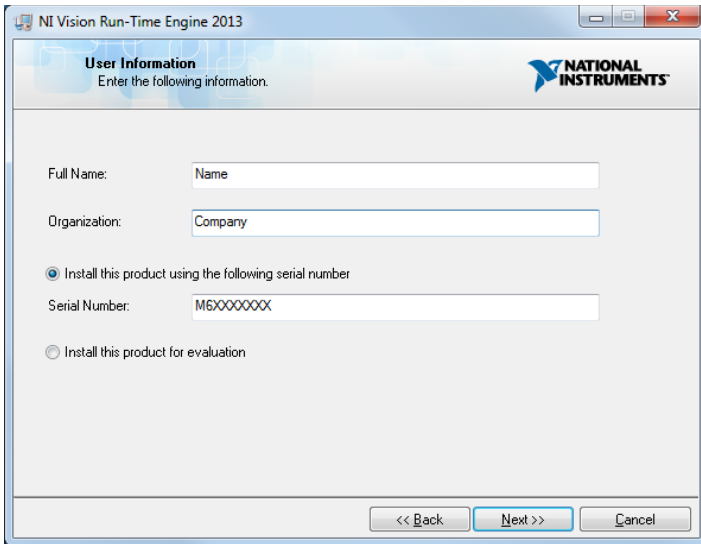 NI Vision Run-Time Engine 2013
User Information
Enter the following information.
NATIONAL
INSTRUMENTS™
Full Name:
Name
Organization:
Company
Install this product using the following serial number
Serial Number:
M6XXXXXXX
Install this product for evaluation
<< Back
Next >>
Cancel